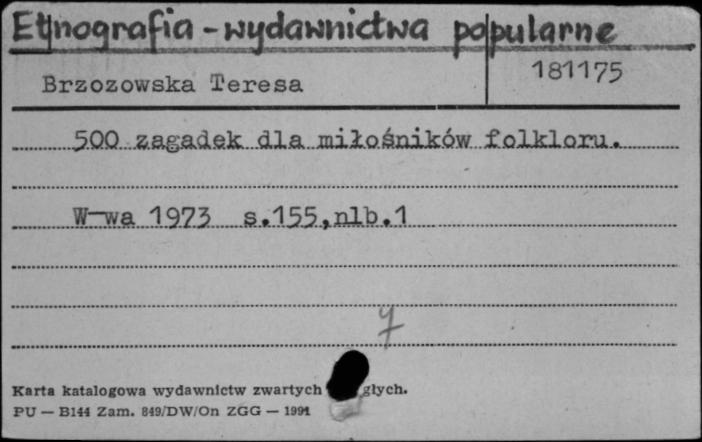 Etnografia - wydawnictwa popularne
Brzozowska Teresa
181175
500 zagadek dla miłośników folkloru.
W-wa 1973 s.155,nlb.1
Karta katalogowa wydawnictw zwartych głych.
PU — B144 Zam. 849/DW/On ZGG — 1991